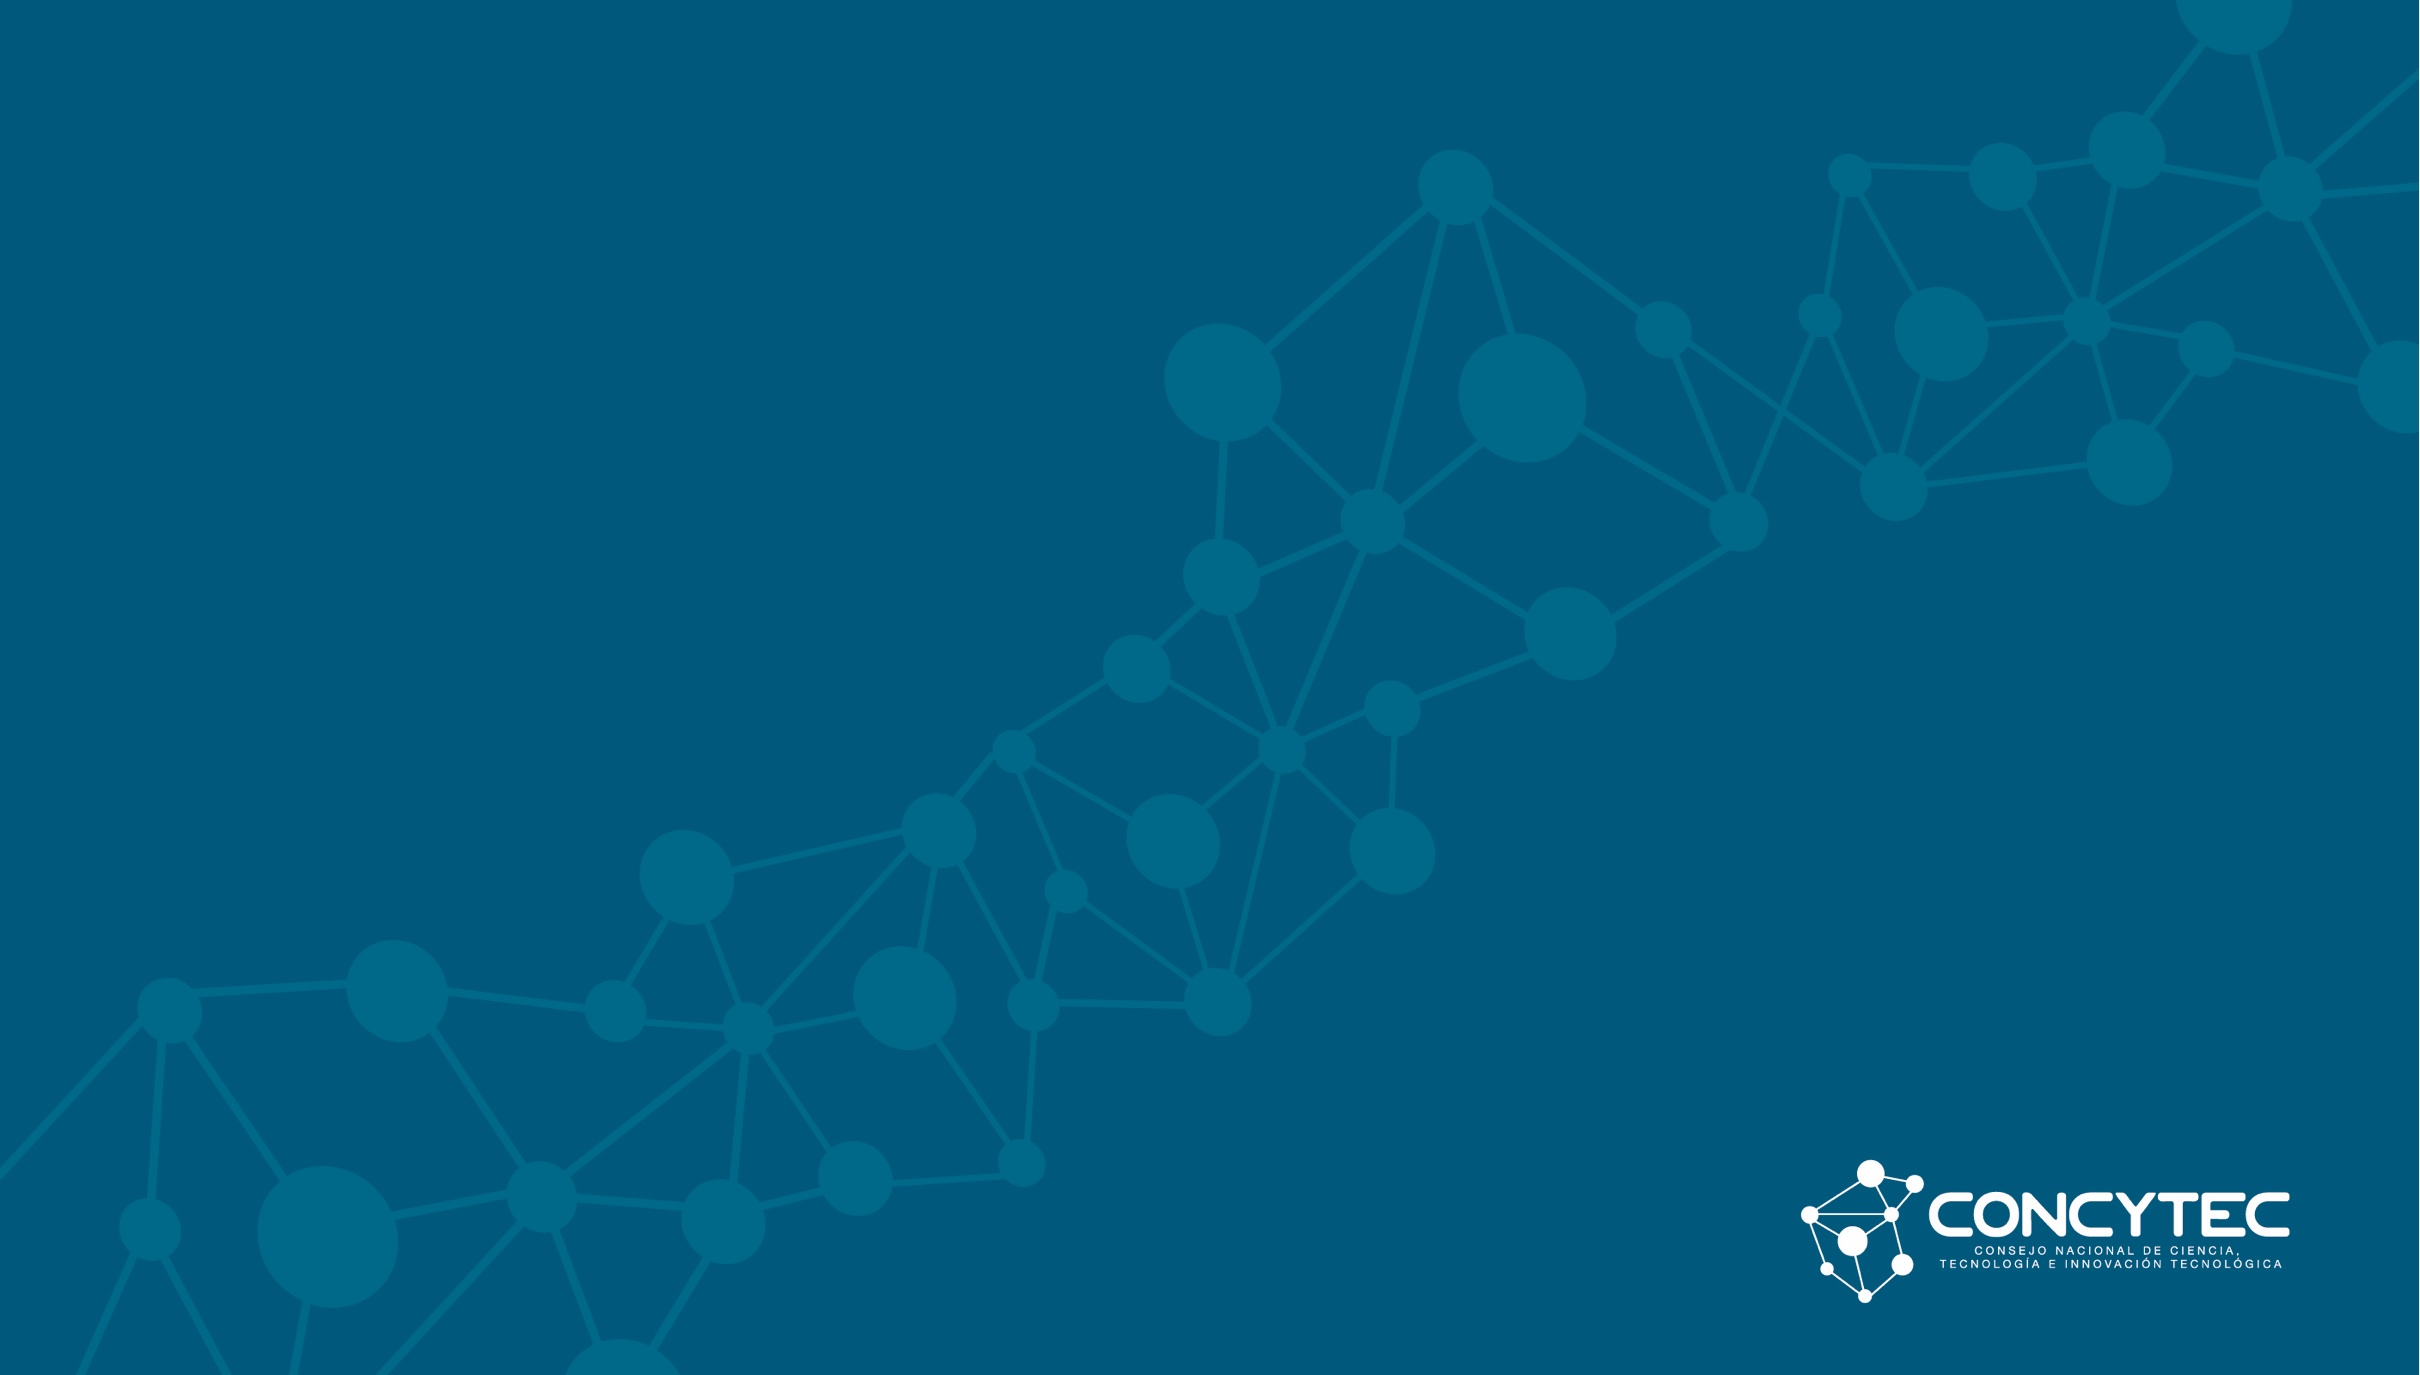 CONCYTEC
CONSEJO NACIONAL DE CIENCIA,
TECNOLOGÍA E INNOVACIÓN TECNOLÓGICA